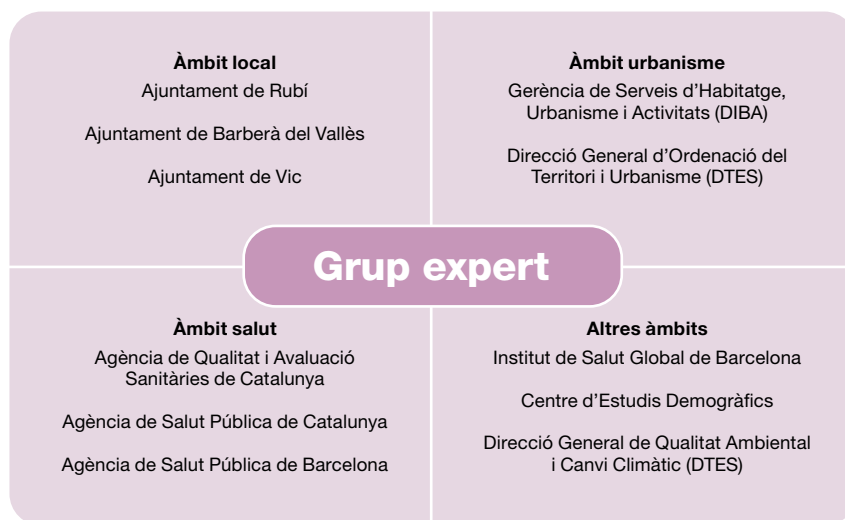 Àmbit local
Ajuntament de Rubí
Ajuntament de Barberà del Vallès
Ajuntament de Vic
Àmbit urbanisme
Gerència de Serveis d’Habitatge,
Urbanisme i Activitats (DIBA)
Direcció General d’Ordenació del
Territori i Urbanisme (DTES)
Grup expert
Àmbit salut
Agència de Qualitat i Avaluació
Sanitàries de Catalunya
Agència de Salut Pública de Catalunya
Agència de Salut Pública de Barcelona
Altres àmbits
Institut de Salut Global de Barcelona
Centre d’Estudis Demogràfics
Direcció General de Qualitat Ambiental
i Canvi Climàtic (DTES)